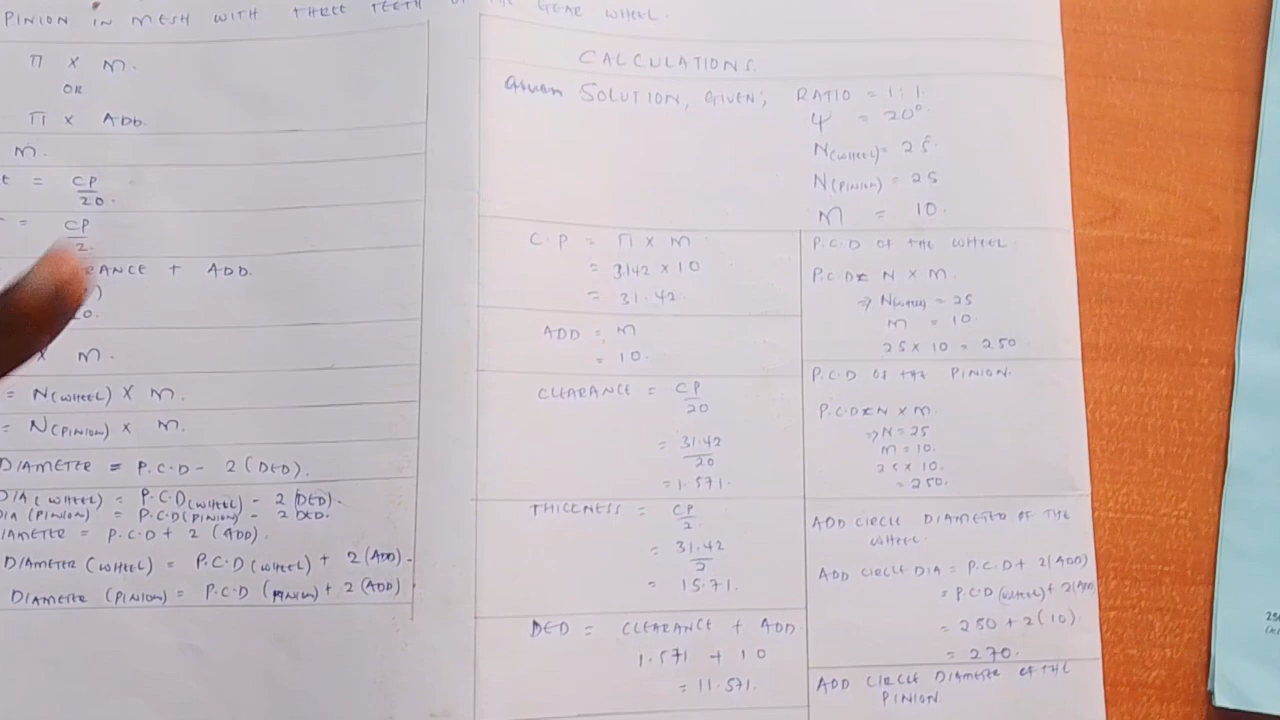 PINION IN MESH WITH THREE TEETH OF THE GEAR WHEEL.
π × m.
OR
π × ADD.
m.
= CP
20.
= CP
2.
RANCE + ADD.
× m.
= N(WHEEL) × m.
= N(PINION) × m.
DIAMETER = P.C.D - 2(DED).
DIA(WHEEL) = P.C.D(WHEEL) - 2(DED).
DIA(PINION) = P.C.D(PINION) - 2 DED.
IAMETER = P.C.D + 2(ADD).
DIAMETER (WHEEL) = P.C.D(WHEEL) + 2(ADD).
DIAMETER (PINION) = P.C.D (PINION) + 2(ADD)
CALCULATIONS.
Given SOLUTION, GIVEN; RATIO = 1:1.
Ψ = 20°.
N(WHEEL) = 25.
N(PINION) = 25
m = 10.
C.P = π × m
= 3.142 × 10
= 31.42.
ADD = m
= 10.
CLEARANCE = CP
20
= 31.42
20
= 1.571.
THICKNESS = CP
2.
= 31.42
2
= 15.71.
DED = CLEARANCE + ADD
1.571 + 10
= 11.571.
P.C.D OF THE WHEEL.
P.C.D = N × m.
⇒ N(WHEEL) = 25
m = 10.
25 × 10 = 250
P.C.D OF THE PINION.
P.C.D = N × m.
⇒ N = 25
m = 10.
25 × 10.
= 250.
ADD CIRCLE DIAMETER OF THE
WHEEL.
ADD CIRCLE DIA = P.C.D + 2(ADD)
= P.C.D(WHEEL) + 2(ADD)
= 250 + 2(10).
= 270.
ADD CIRCLE DIAMETER OF THE
PINION.